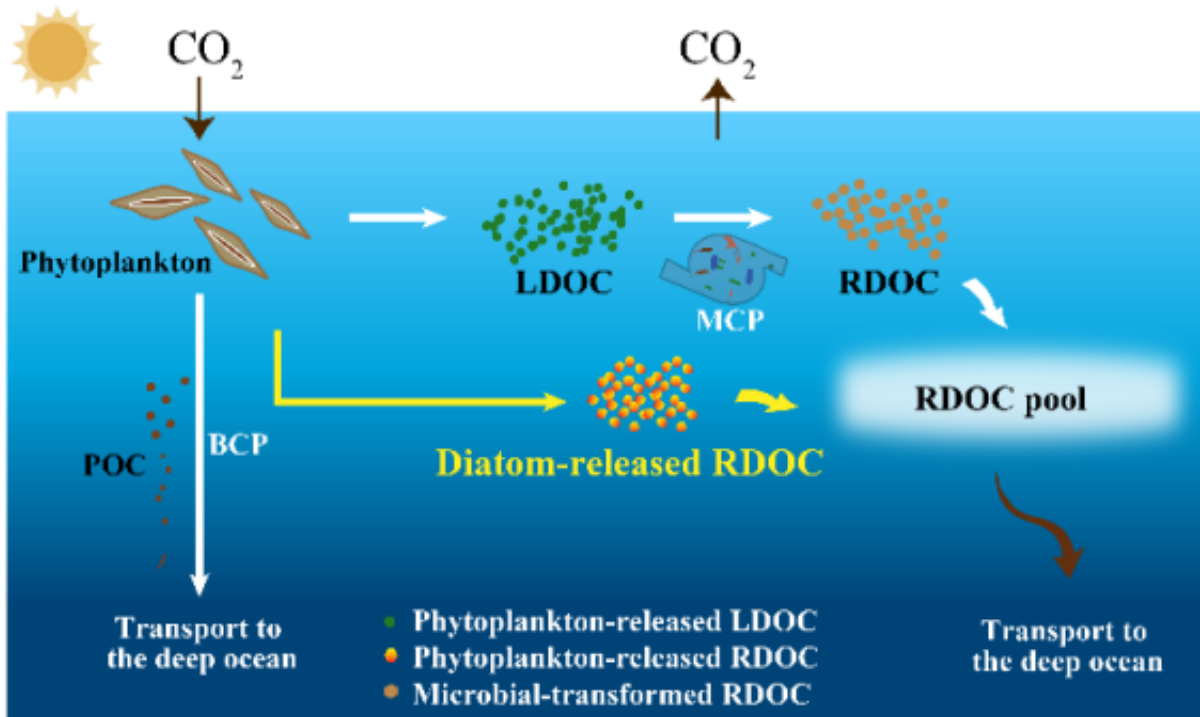 CO₂
CO₂
Phytoplankton
LDOC
MCP
RDOC
RDOC pool
POC
BCP
Diatom-released RDOC
Transport to
the deep ocean
Phytoplankton-released LDOC
Phytoplankton-released RDOC
Microbial-transformed RDOC
Transport to
the deep ocean